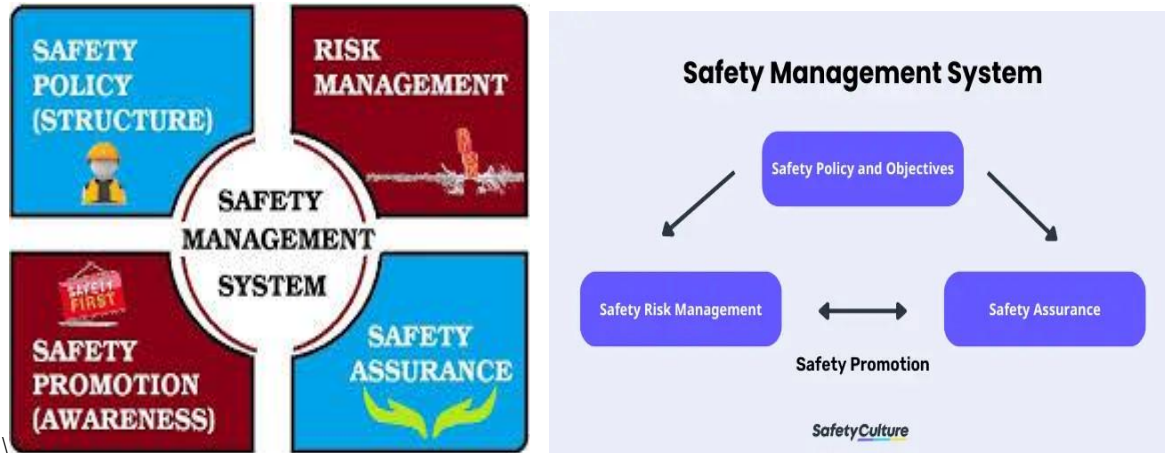 SAFETY
POLICY
(STRUCTURE)
RISK
MANAGEMENT
SAFETY
MANAGEMENT
SYSTEM
SAFETY
FIRST
SAFETY
PROMOTION
(AWARENESS)
SAFETY
ASSURANCE
\
Safety Management System
Safety Policy and Objectives
Safety Risk Management
Safety Assurance
Safety Promotion
SafetyCulture